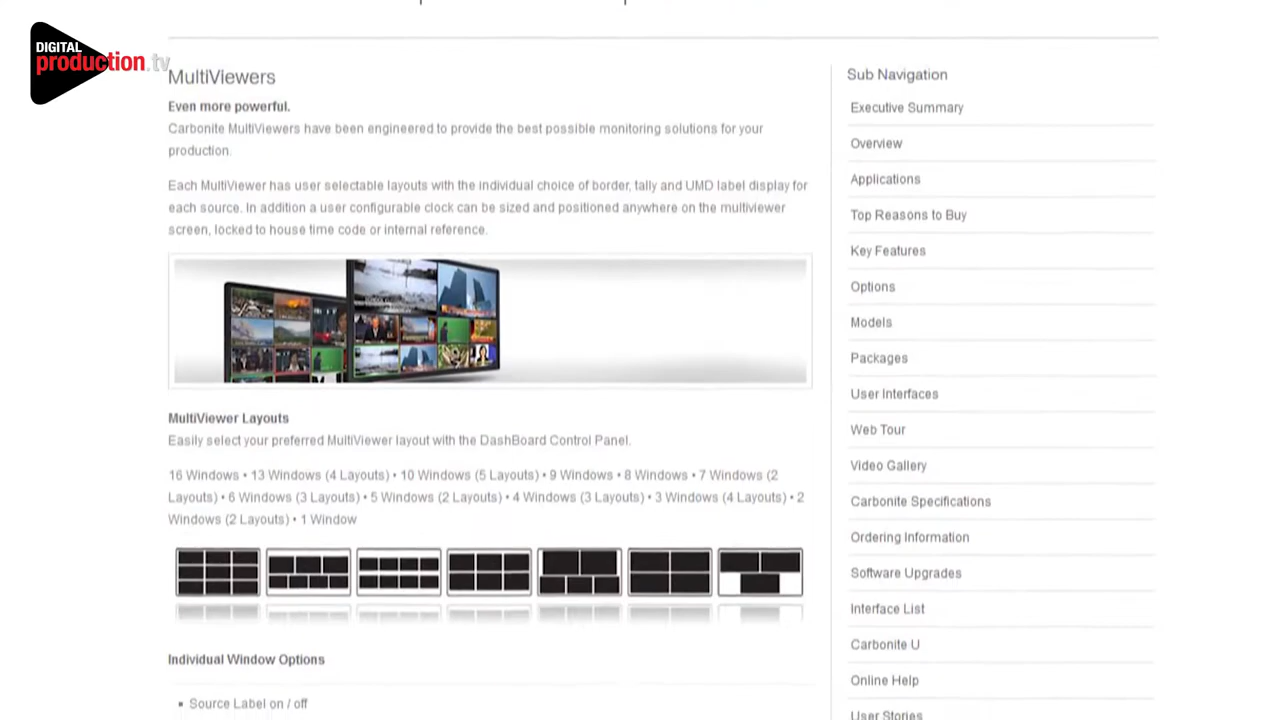 DIGITAL
production.tv
MultiViewers
Even more powerful.
Carbonite MultiViewers have been engineered to provide the best possible monitoring solutions for your
production.
Each MultiViewer has user selectable layouts with the individual choice of border, tally and UMD label display for
each source. In addition a user configurable clock can be sized and positioned anywhere on the multiviewer
screen, locked to house time code or internal reference.
MultiViewer Layouts
Easily select your preferred MultiViewer layout with the DashBoard Control Panel.
16 Windows • 13 Windows (4 Layouts) • 10 Windows (5 Layouts) • 9 Windows • 8 Windows • 7 Windows (2
Layouts) • 6 Windows (3 Layouts) • 5 Windows (2 Layouts) • 4 Windows (3 Layouts) • 3 Windows (4 Layouts) • 2
Windows (2 Layouts) • 1 Window
Individual Window Options
▪ Source Label on / off
Sub Navigation
Executive Summary
Overview
Applications
Top Reasons to Buy
Key Features
Options
Models
Packages
User Interfaces
Web Tour
Video Gallery
Carbonite Specifications
Ordering Information
Software Upgrades
Interface List
Carbonite U
Online Help
User Stories